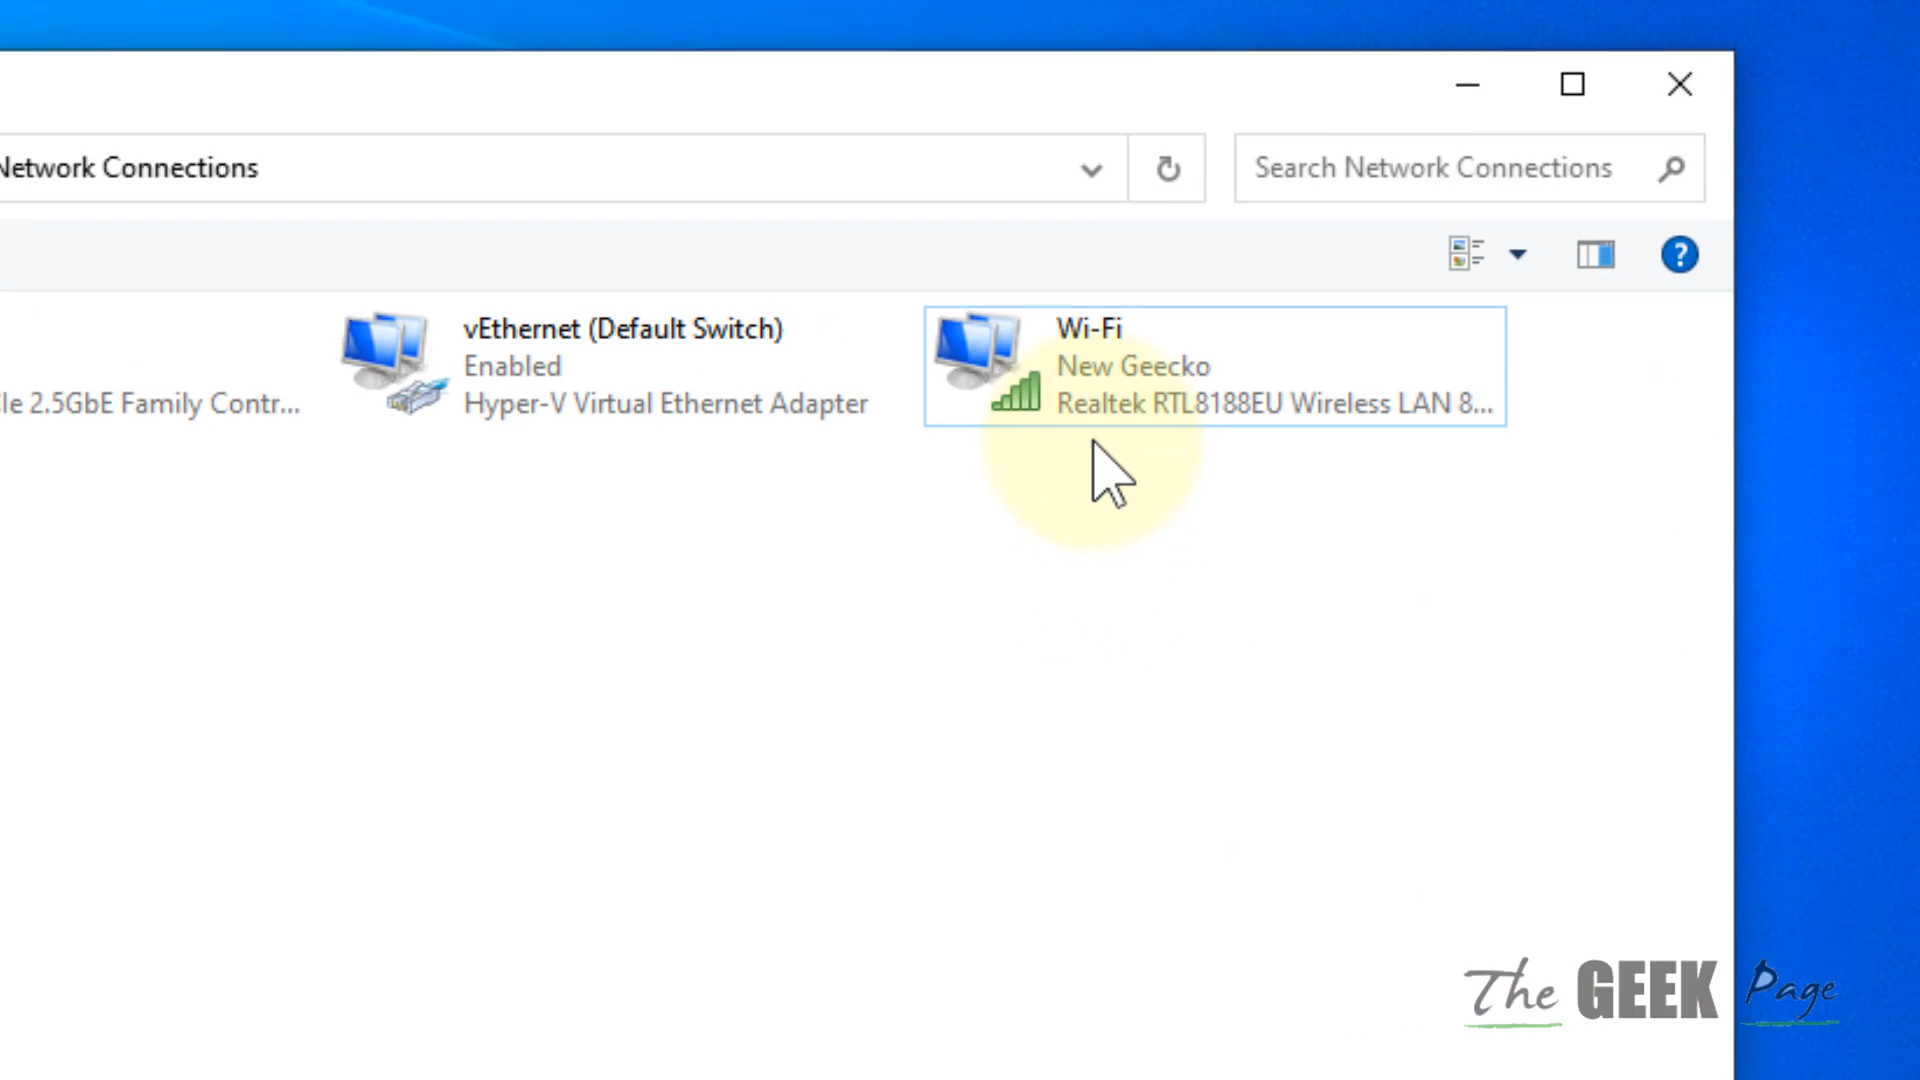 Network Connections
Search Network Connections
vEthernet (Default Switch)
Enabled
Hyper-V Virtual Ethernet Adapter
Wi-Fi
New Geecko
Realtek RTL8188EU Wireless LAN 8...
2.5GbE Family Contr...
The GEEK Page